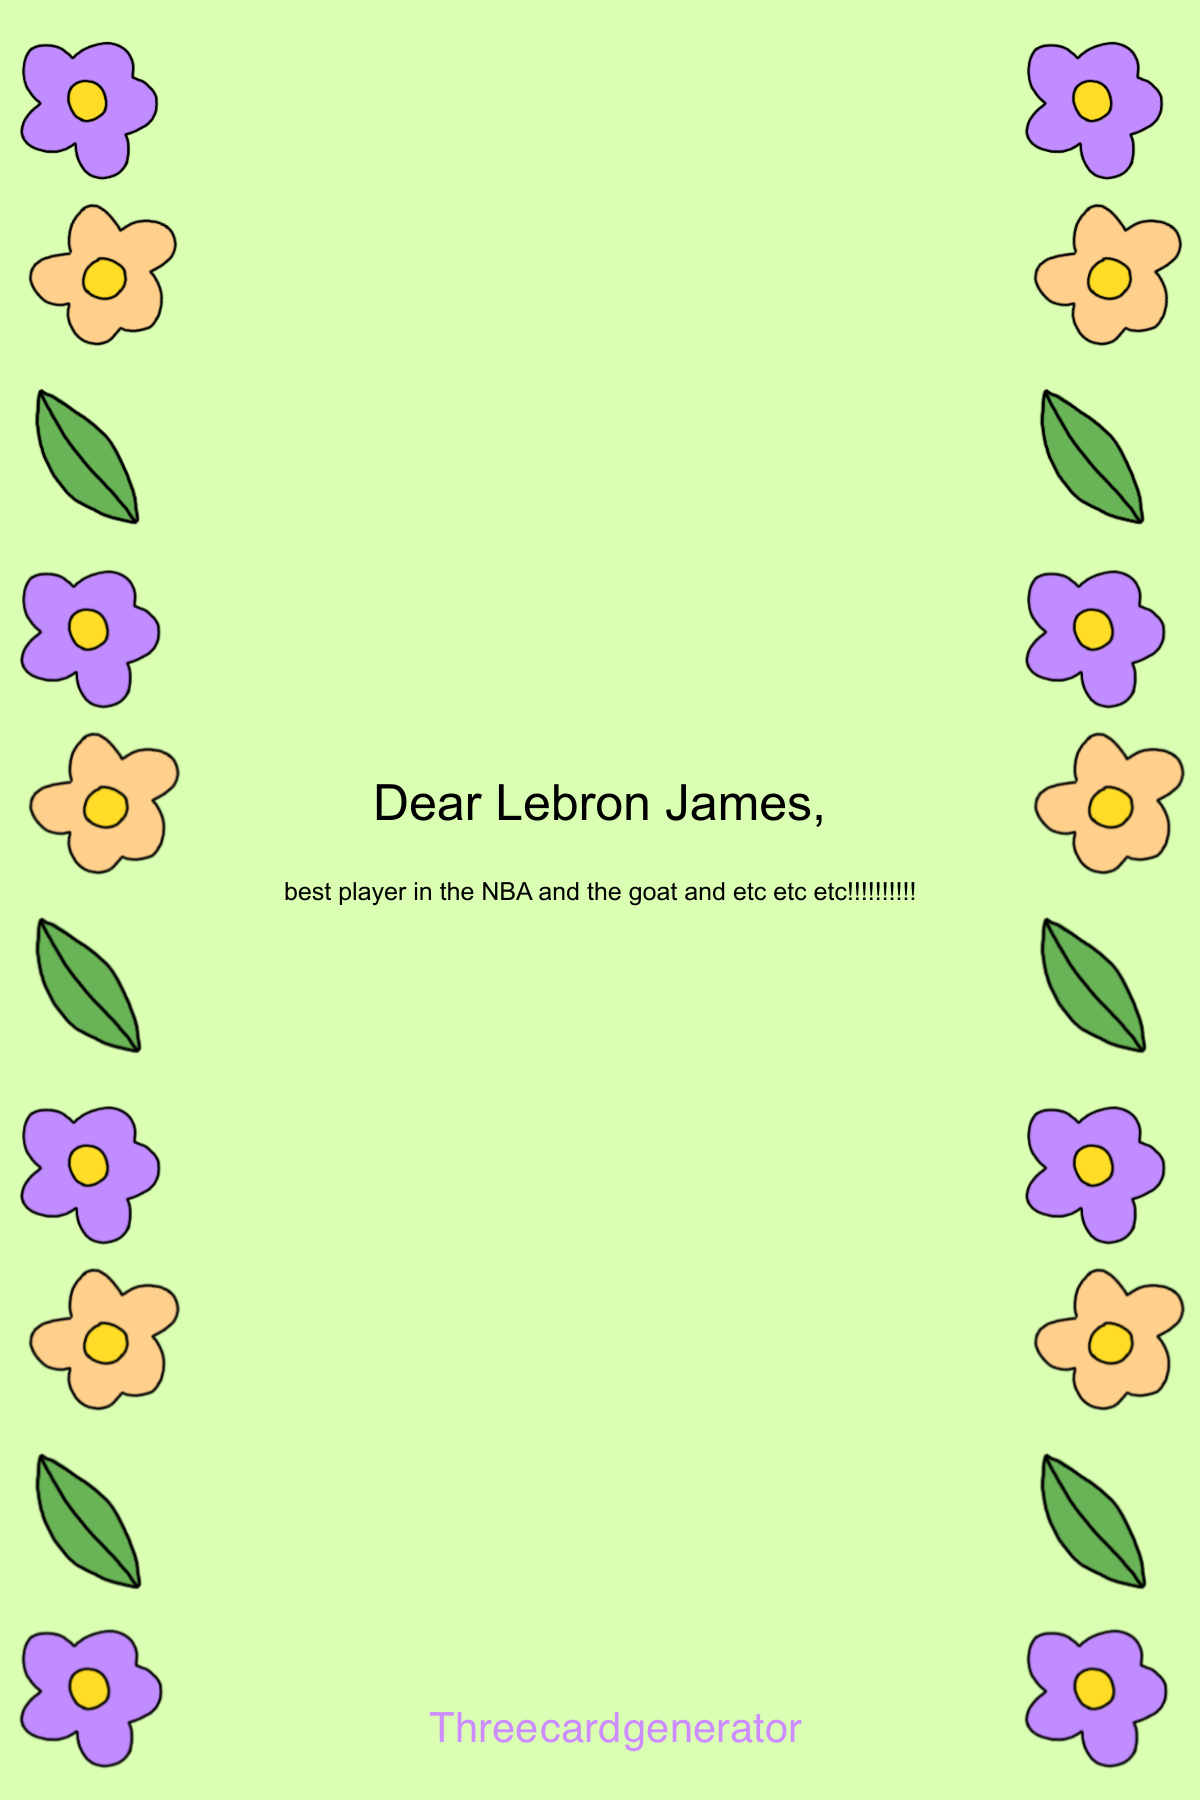 Dear Lebron James,
best player in the NBA and the goat and etc etc etc!!!!!!!!!!
Threecardgenerator